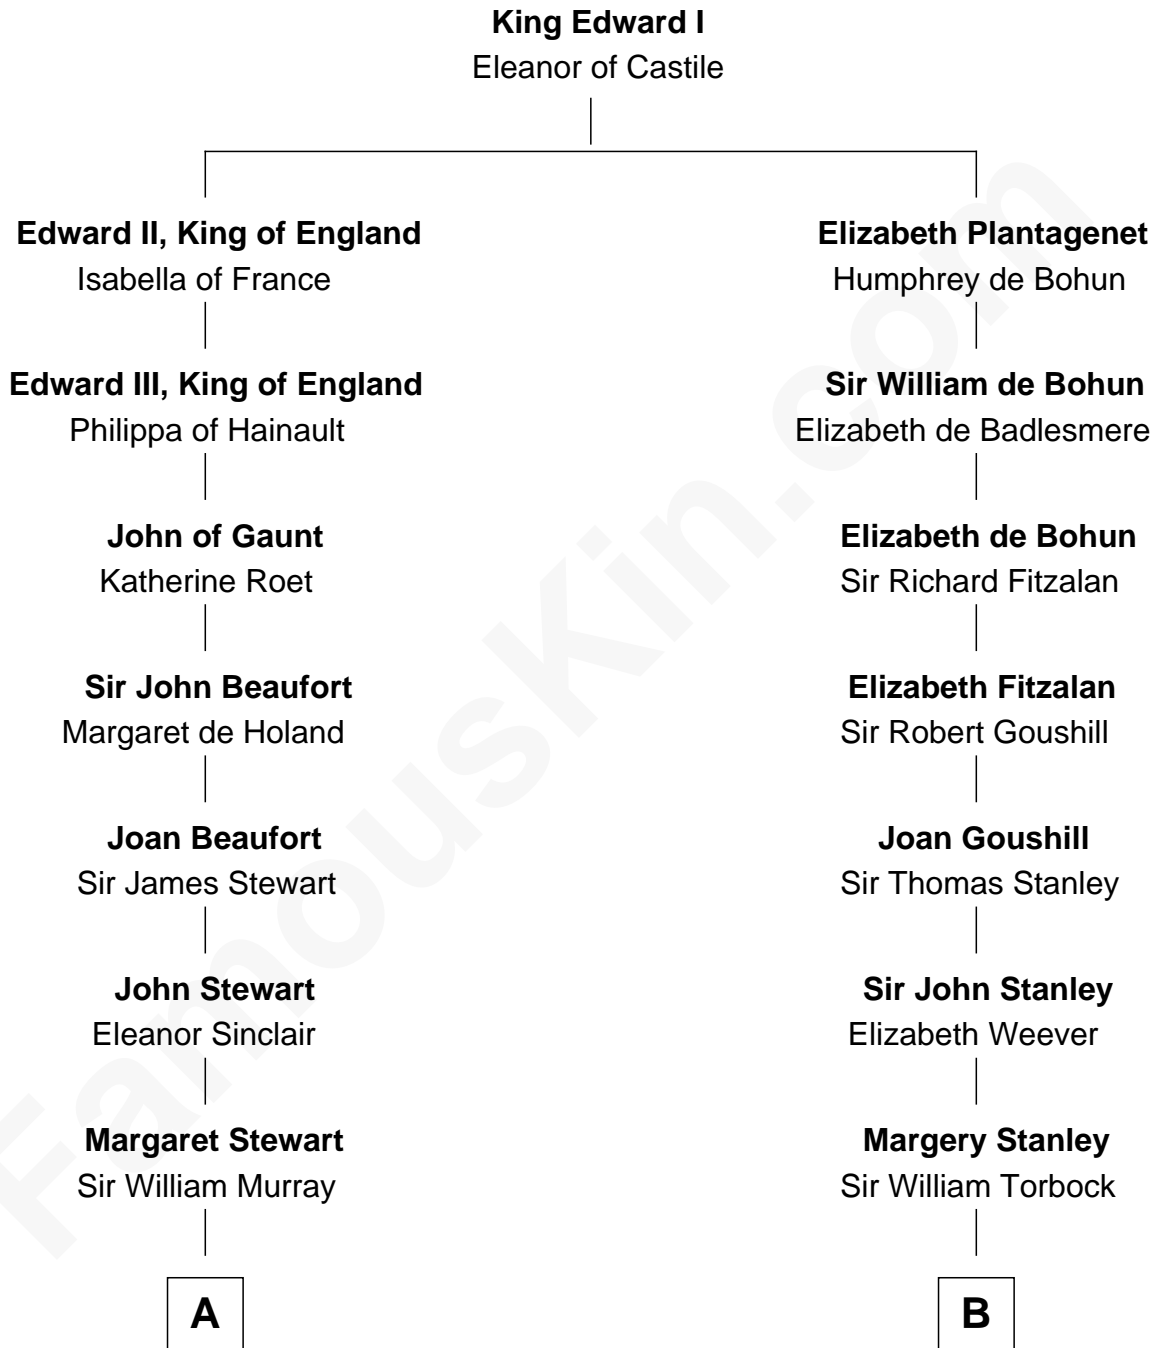 King Edward I
Eleanor of Castile
Edward II, King of England
Isabella of France
Elizabeth Plantagenet
Humphrey de Bohun
Edward III, King of England
Philippa of Hainault
Sir William de Bohun
Elizabeth de Badlesmere
John of Gaunt
Katherine Roet
Elizabeth de Bohun
Sir Richard Fitzalan
Sir John Beaufort
Margaret de Holand
Elizabeth Fitzalan
Sir Robert Goushill
Joan Beaufort
Sir James Stewart
Joan Goushill
Sir Thomas Stanley
John Stewart
Eleanor Sinclair
Sir John Stanley
Elizabeth Weever
Margaret Stewart
Sir William Murray
Margery Stanley
Sir William Torbock
A
B
FamousKin.com